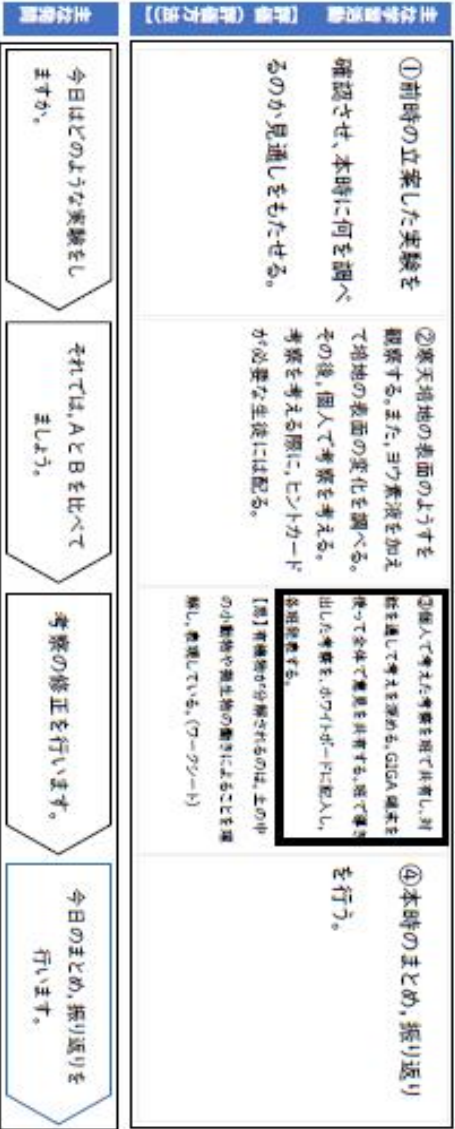 主な学習活動　【評価（評価方法）】
①前時の立案した実験を
確認させ、本時に何を調べ
るのか見通しをもたせる。
②寒天培地の表面のようすを
観察する。また、ヨウ素液を加え
て培地の表面の変化を調べる。
その後、個人で考察を考える。
考察を考える際に、ヒントカード
が必要な生徒には配る。
③個人で考えた考察を班で共有し、対
話を通して考えを深める。GIGA 端末を
使って全体で意見を共有する。班で導き
出した考察を、ホワイトボードに記入し、
各班発表する。
【思】有機物が分解されるのは、土の中
の小動物や微生物の働きによることを理
解し、表現している。（ワークシート）
④本時のまとめ、振り返り
を行う。
主な発問
今日はどのような実験をし
ますか。
それでは、AとBを比べて
ましょう。
考察の修正を行います。
今日のまとめ、振り返りを
行います。